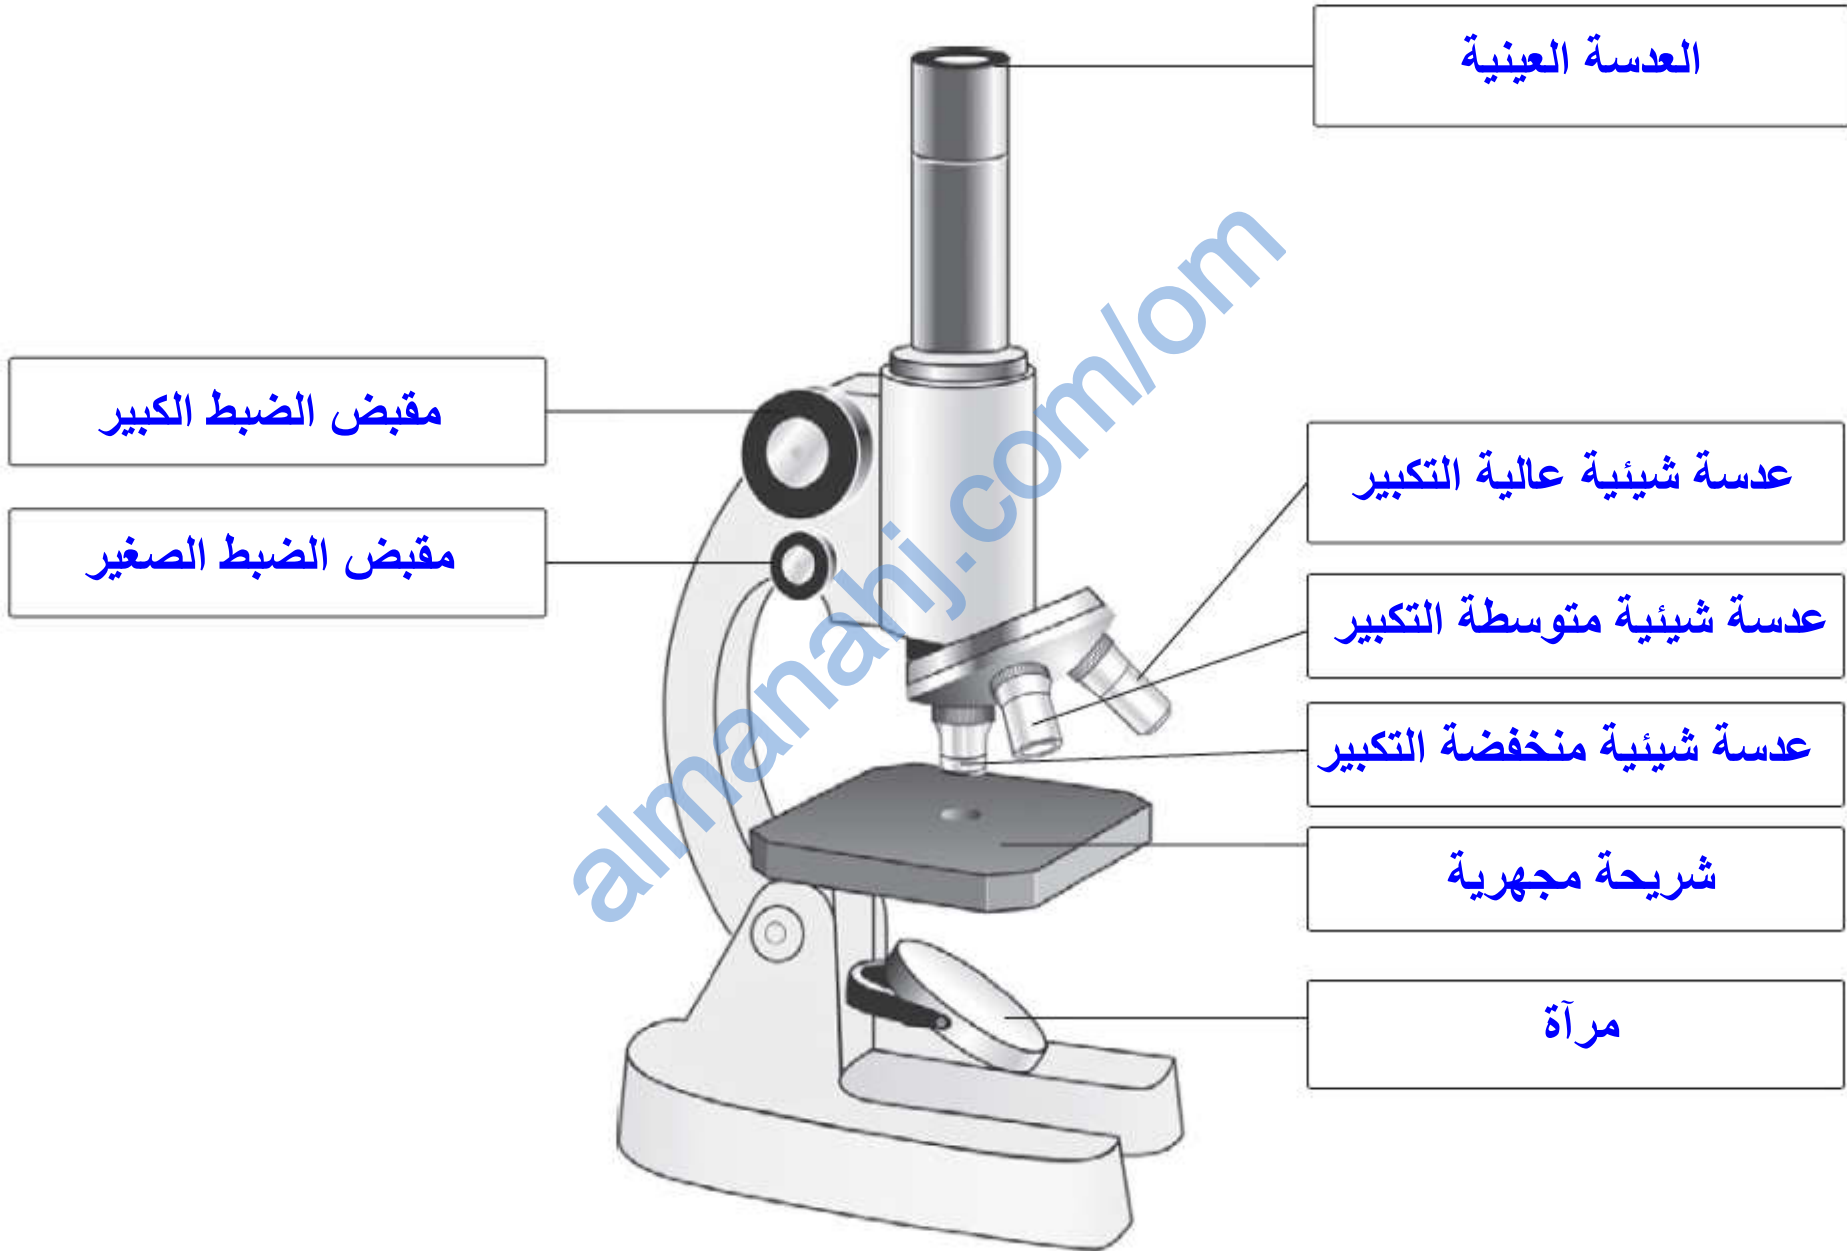 العدسة العينية
مقبض الضبط الكبير
عدسة شيئية عالية التكبير
مقبض الضبط الصغير
عدسة شيئية متوسطة التكبير
عدسة شيئية منخفضة التكبير
شريحة مجهرية
مرآة
almanahj.com/om